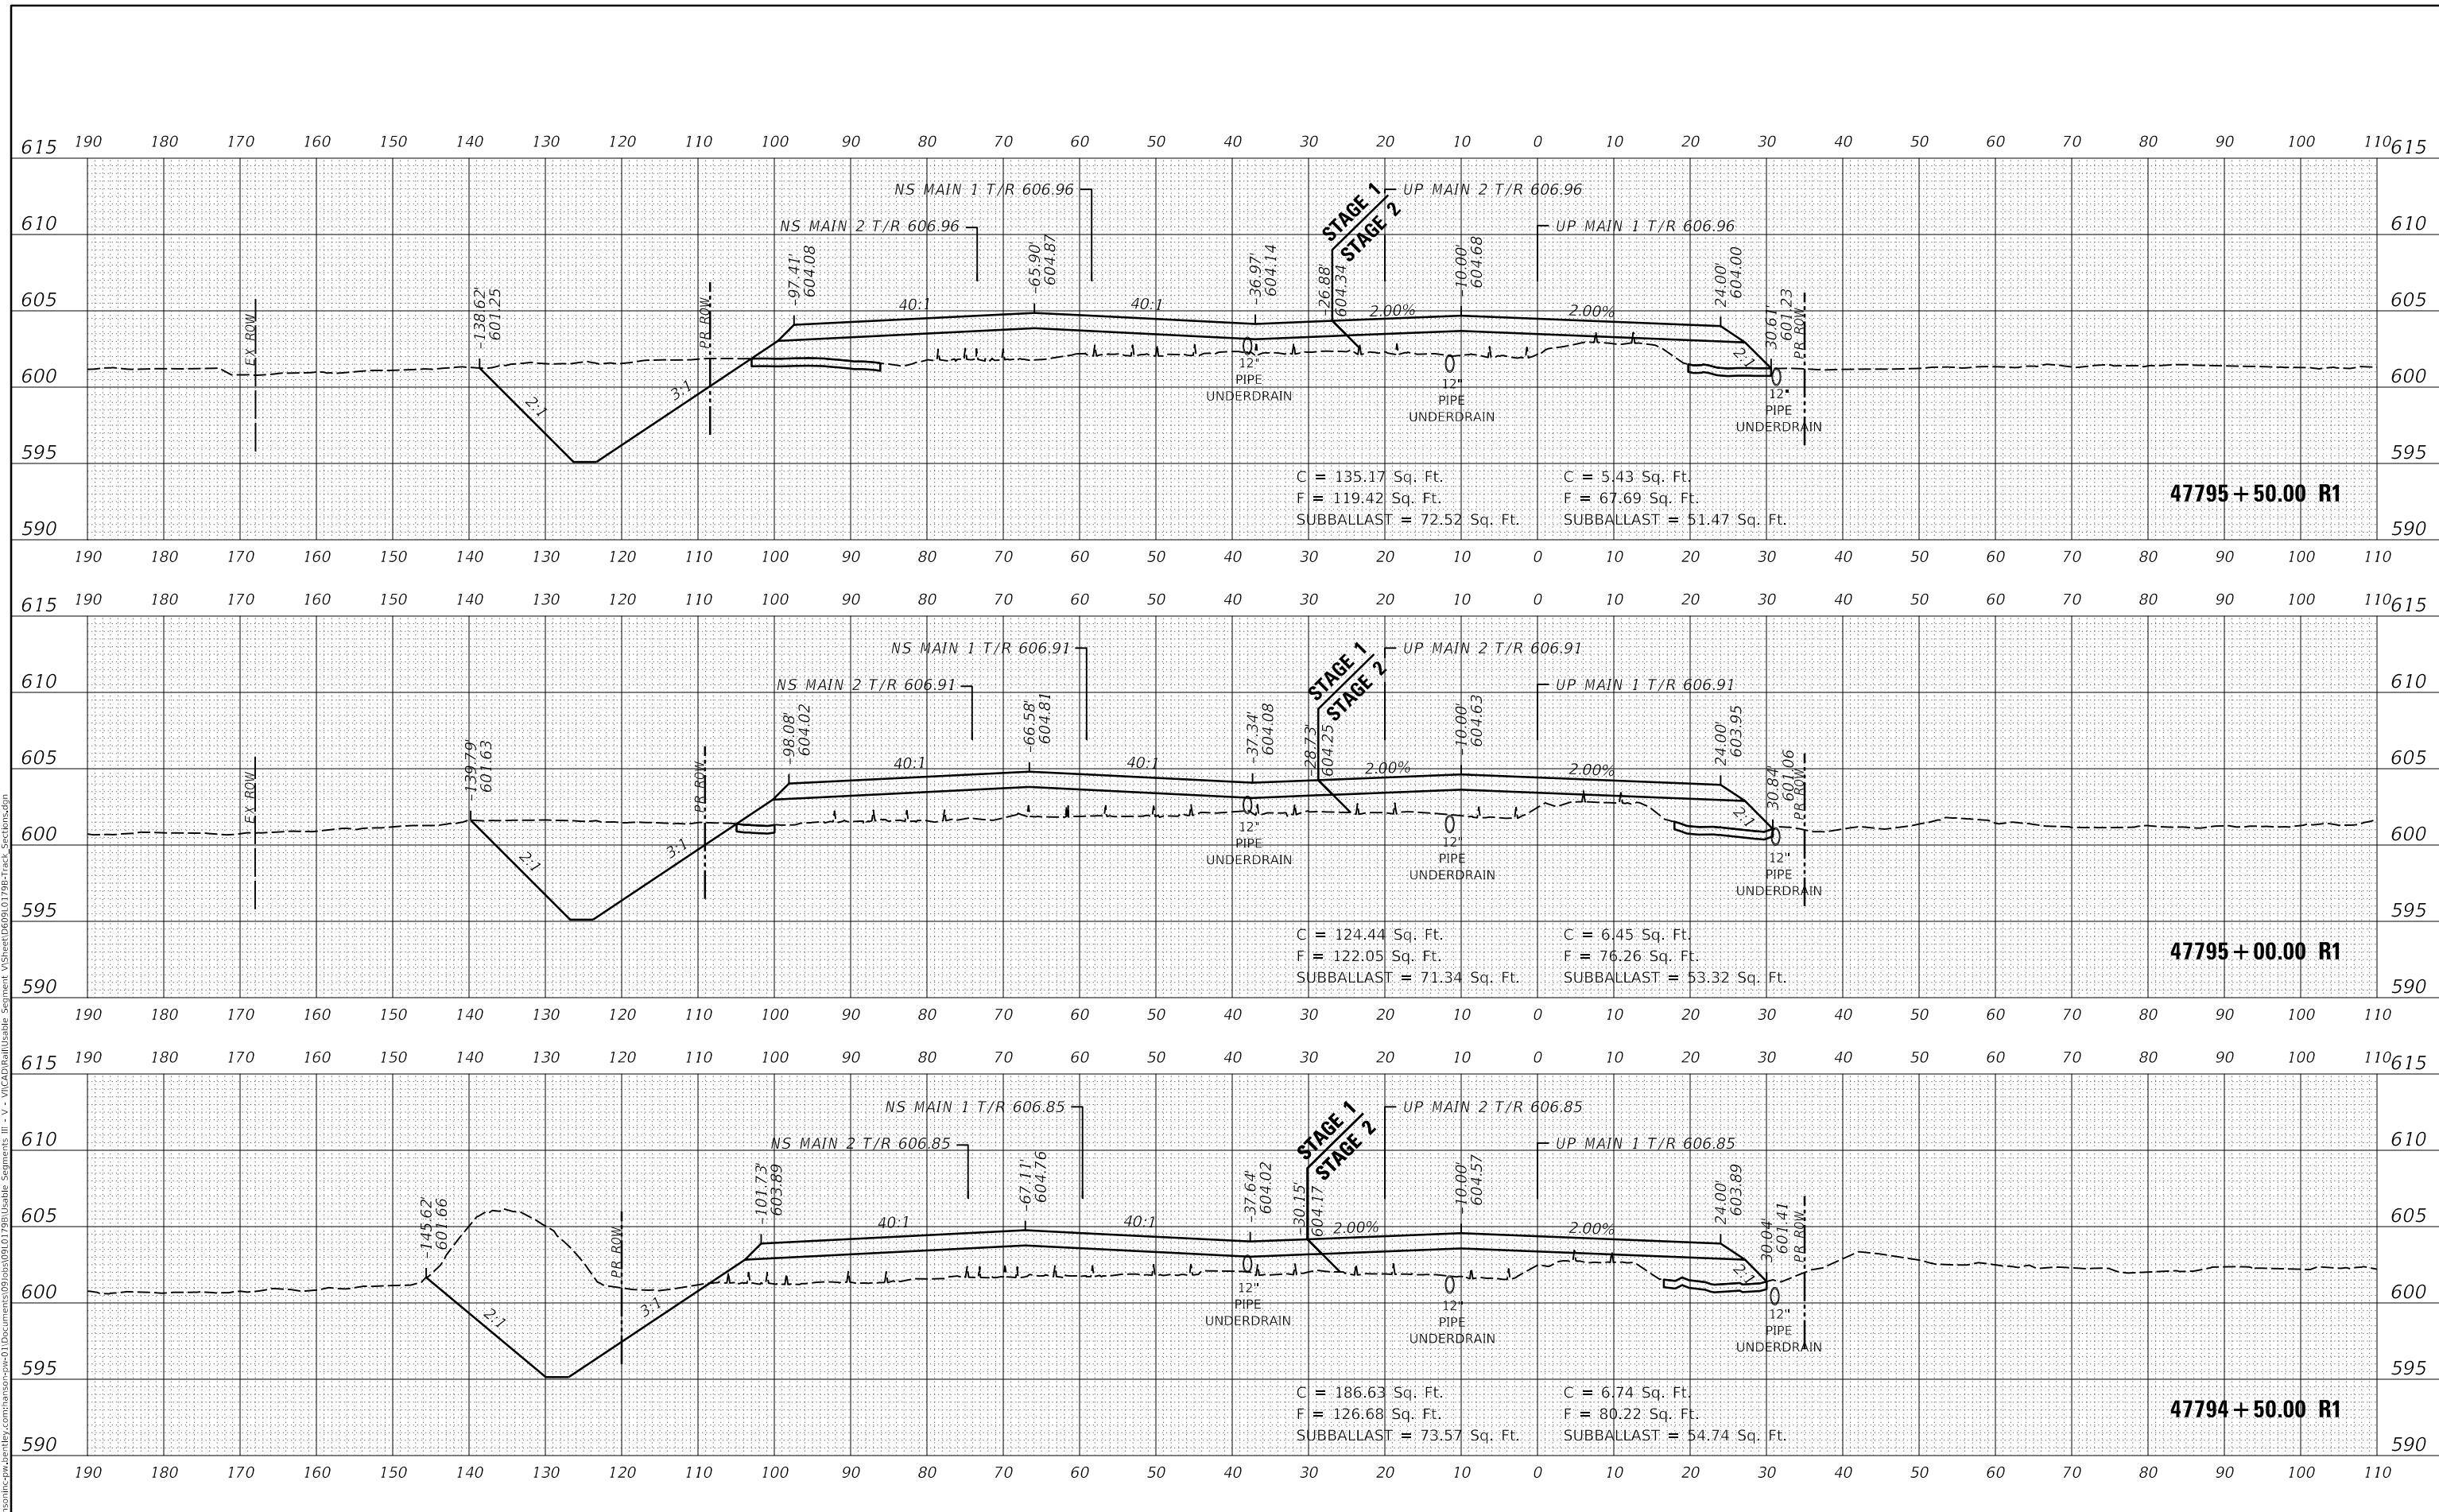 190 180 170 160 150 140 130 120 110 100 90 80 70 60 50 40 30 20 10 0 10 20 30 40 50 60 70 80 90 100 110
615 615
NS MAIN 1 T/R 606.96
STAGE 1
STAGE 2
UP MAIN 2 T/R 606.96
NS MAIN 2 T/R 606.96
UP MAIN 1 T/R 606.96
610 610
EX ROW
-138.62'
601.25
PR ROW
-97.41'
604.08
40:1
-65.90'
604.87
40:1
-36.97'
604.14
-26.88'
604.34
2.00%
-10.00'
604.68
2.00%
24.00'
604.00
30.61'
601.23
PR ROW
605 605
2:1
3:1
2:1
600 600
12"
PIPE
UNDERDRAIN
12"
PIPE
UNDERDRAIN
12"
PIPE
UNDERDRAIN
595 595
C = 135.17 Sq. Ft.
F = 119.42 Sq. Ft.
SUBBALLAST = 72.52 Sq. Ft.
C = 5.43 Sq. Ft.
F = 67.69 Sq. Ft.
SUBBALLAST = 51.47 Sq. Ft.
47795+50.00 R1
590 590
190 180 170 160 150 140 130 120 110 100 90 80 70 60 50 40 30 20 10 0 10 20 30 40 50 60 70 80 90 100 110
190 180 170 160 150 140 130 120 110 100 90 80 70 60 50 40 30 20 10 0 10 20 30 40 50 60 70 80 90 100 110
615 615
NS MAIN 1 T/R 606.91
STAGE 1
STAGE 2
UP MAIN 2 T/R 606.91
NS MAIN 2 T/R 606.91
UP MAIN 1 T/R 606.91
610 610
EX ROW
-139.79'
601.63
PR ROW
-98.08'
604.02
40:1
-66.58'
604.81
40:1
-37.34'
604.08
-28.73'
604.25
2.00%
-10.00'
604.63
2.00%
24.00'
603.95
30.84'
601.06
PR ROW
605 605
2:1
3:1
2:1
600 600
12"
PIPE
UNDERDRAIN
12"
PIPE
UNDERDRAIN
12"
PIPE
UNDERDRAIN
595 595
C = 124.44 Sq. Ft.
F = 122.05 Sq. Ft.
SUBBALLAST = 71.34 Sq. Ft.
C = 6.45 Sq. Ft.
F = 76.26 Sq. Ft.
SUBBALLAST = 53.32 Sq. Ft.
47795+00.00 R1
590 590
190 180 170 160 150 140 130 120 110 100 90 80 70 60 50 40 30 20 10 0 10 20 30 40 50 60 70 80 90 100 110
190 180 170 160 150 140 130 120 110 100 90 80 70 60 50 40 30 20 10 0 10 20 30 40 50 60 70 80 90 100 110
615 615
NS MAIN 1 T/R 606.85
STAGE 1
STAGE 2
UP MAIN 2 T/R 606.85
NS MAIN 2 T/R 606.85
UP MAIN 1 T/R 606.85
610 610
-145.62'
601.66
PR ROW
-101.73'
603.89
40:1
-67.11'
604.76
40:1
-37.64'
604.02
-30.15'
604.17
2.00%
-10.00'
604.57
2.00%
24.00'
603.89
30.04'
601.41
PR ROW
605 605
2:1
3:1
2:1
600 600
12"
PIPE
UNDERDRAIN
12"
PIPE
UNDERDRAIN
12"
PIPE
UNDERDRAIN
595 595
C = 186.63 Sq. Ft.
F = 126.68 Sq. Ft.
SUBBALLAST = 73.57 Sq. Ft.
C = 6.74 Sq. Ft.
F = 80.22 Sq. Ft.
SUBBALLAST = 54.74 Sq. Ft.
47794+50.00 R1
590 590
190 180 170 160 150 140 130 120 110 100 90 80 70 60 50 40 30 20 10 0 10 20 30 40 50 60 70 80 90 100 110